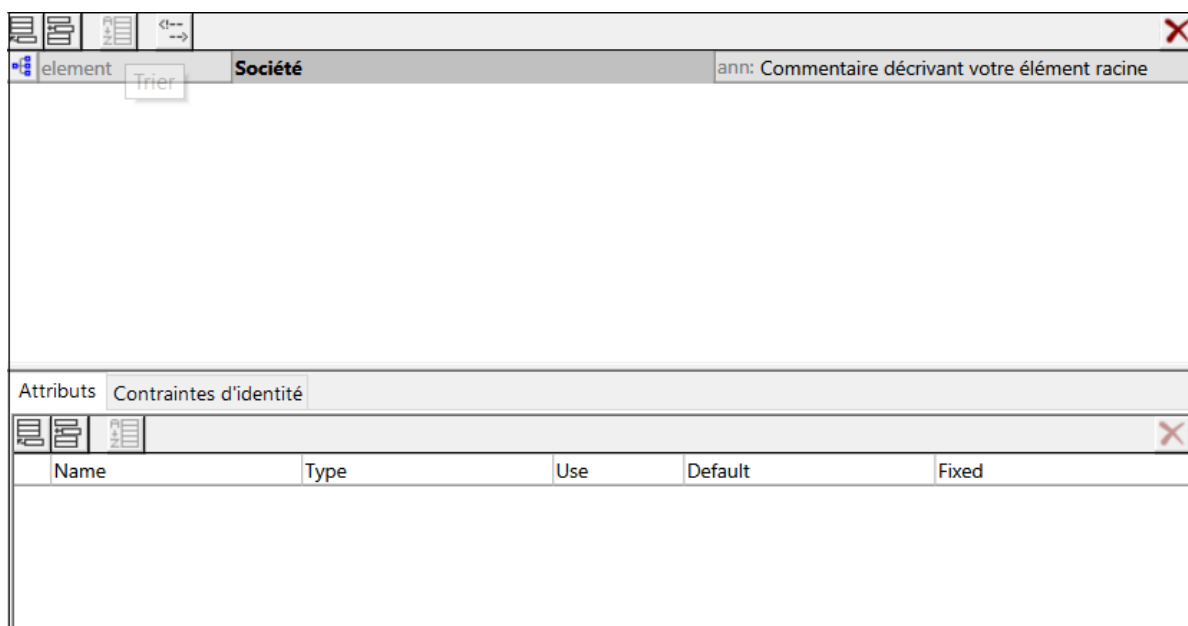 <!--
-->
element
Société
ann: Commentaire décrivant votre élément racine
Trier
Attributs
Contraintes d'identité
Name
Type
Use
Default
Fixed